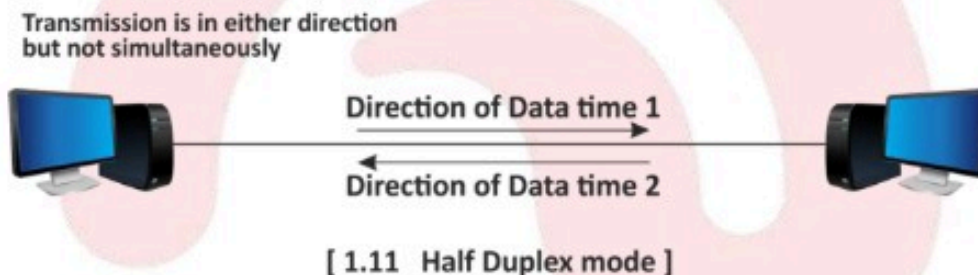 Transmission is in either direction
but not simultaneously
Direction of Data time 1
Direction of Data time 2
[ 1.11 Half Duplex mode ]